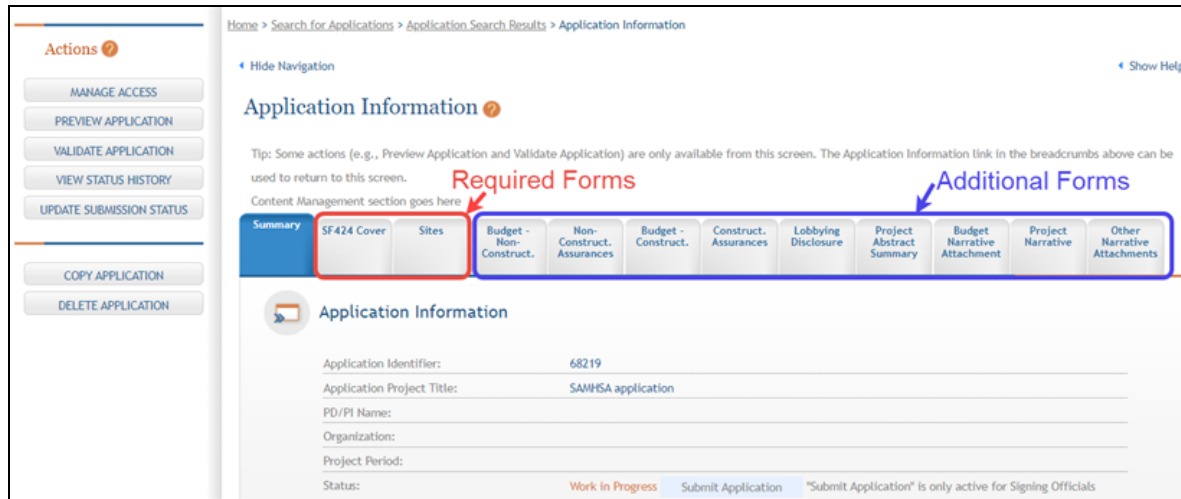 Home > Search for Applications > Application Search Results > Application Information
Actions
Hide Navigation
Show Help
MANAGE ACCESS
PREVIEW APPLICATION
VALIDATE APPLICATION
VIEW STATUS HISTORY
UPDATE SUBMISSION STATUS
COPY APPLICATION
DELETE APPLICATION
Application Information
Tip: Some actions (e.g., Preview Application and Validate Application) are only available from this screen. The Application Information link in the breadcrumbs above can be
used to return to this screen.
Content Management section goes here
Required Forms
Additional Forms
Summary
SF424 Cover
Sites
Budget -
Non-
Construct.
Non-
Construct.
Assurances
Budget -
Construct.
Construct.
Assurances
Lobbying
Disclosure
Project
Abstract
Summary
Budget
Narrative
Attachment
Project
Narrative
Other
Narrative
Attachments
Application Information
Application Identifier: 68219
Application Project Title: SAMHSA application
PD/PI Name:
Organization:
Project Period:
Status: Work in Progress Submit Application "Submit Application" is only active for Signing Officials